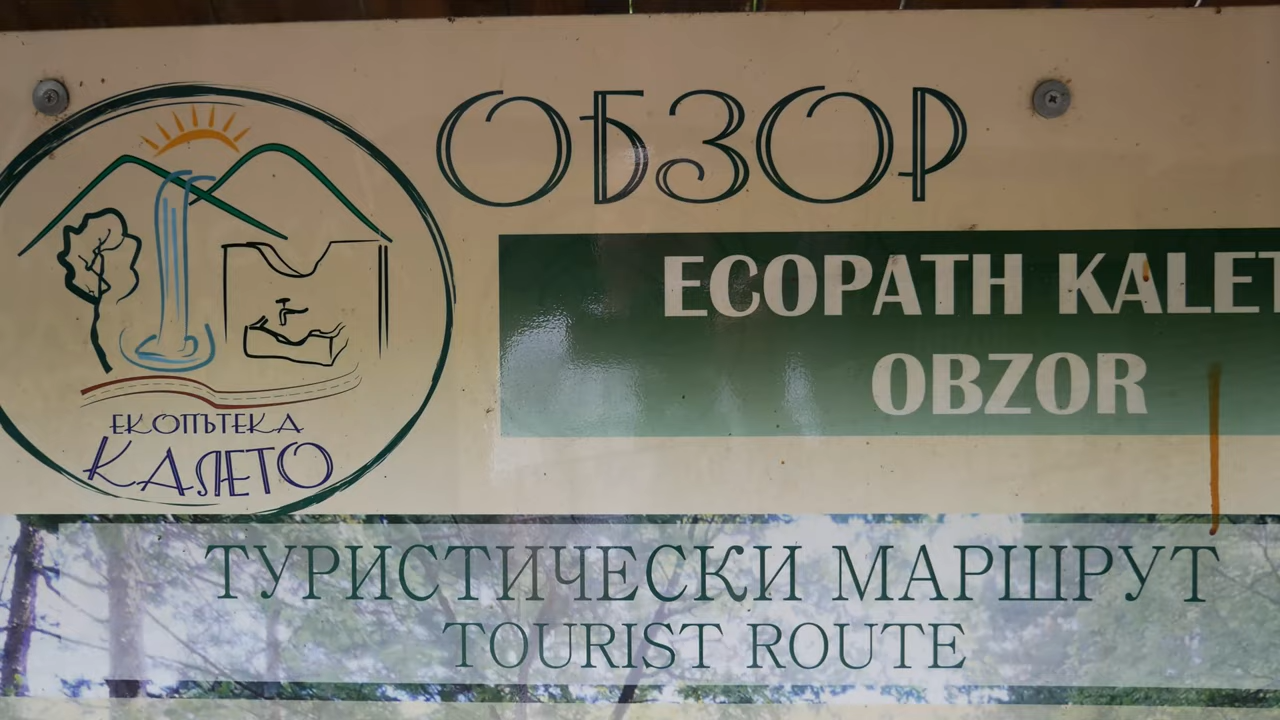 ОБЗОР
ECOPATH KALET
OBZOR
ЕКОПЪТЕКА
КАЛЕТО
ТУРИСТИЧЕСКИ МАРШРУТ
TOURIST ROUTE